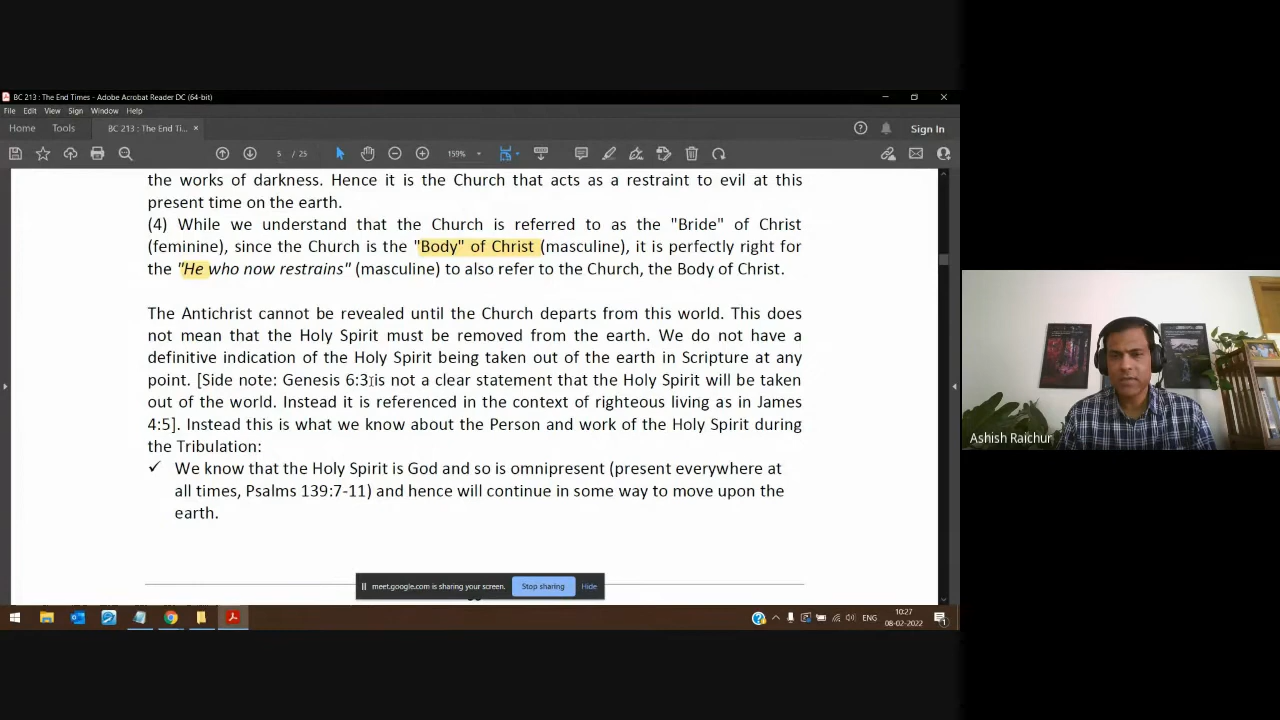 BC 213 : The End Times - Adobe Acrobat Reader DC (64-bit)
File Edit View Sign Window Help
Home Tools BC 213 : The End Ti... × Sign In
5 / 25 159%
the works of darkness. Hence it is the Church that acts as a restraint to evil at this
present time on the earth.
(4) While we understand that the Church is referred to as the "Bride" of Christ
(feminine), since the Church is the "Body" of Christ (masculine), it is perfectly right for
the "He who now restrains" (masculine) to also refer to the Church, the Body of Christ.
The Antichrist cannot be revealed until the Church departs from this world. This does
not mean that the Holy Spirit must be removed from the earth. We do not have a
definitive indication of the Holy Spirit being taken out of the earth in Scripture at any
point. [Side note: Genesis 6:3 is not a clear statement that the Holy Spirit will be taken
out of the world. Instead it is referenced in the context of righteous living as in James
4:5]. Instead this is what we know about the Person and work of the Holy Spirit during
the Tribulation:
✓ We know that the Holy Spirit is God and so is omnipresent (present everywhere at
all times, Psalms 139:7-11) and hence will continue in some way to move upon the
earth.
meet.google.com is sharing your screen. Stop sharing Hide
ENG
10:27
08-02-2022
Ashish Raichur